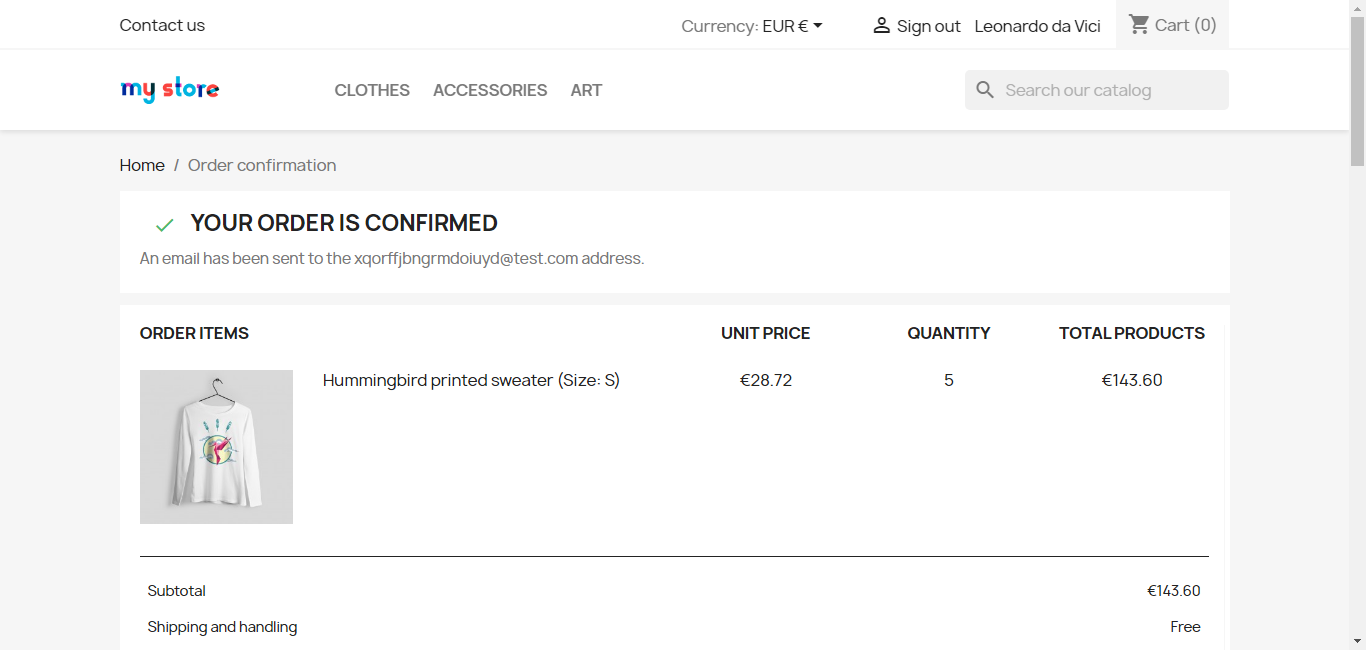 Contact us
Currency: EUR €
Sign out
Leonardo da Vici
Cart (0)
my store
CLOTHES
ACCESSORIES
ART
Search our catalog
Home / Order confirmation
YOUR ORDER IS CONFIRMED
An email has been sent to the xqorffjbngrmdoiuyd@test.com address.
ORDER ITEMS UNIT PRICE QUANTITY TOTAL PRODUCTS
Hummingbird printed sweater (Size: S) €28.72 5 €143.60
Subtotal €143.60
Shipping and handling Free